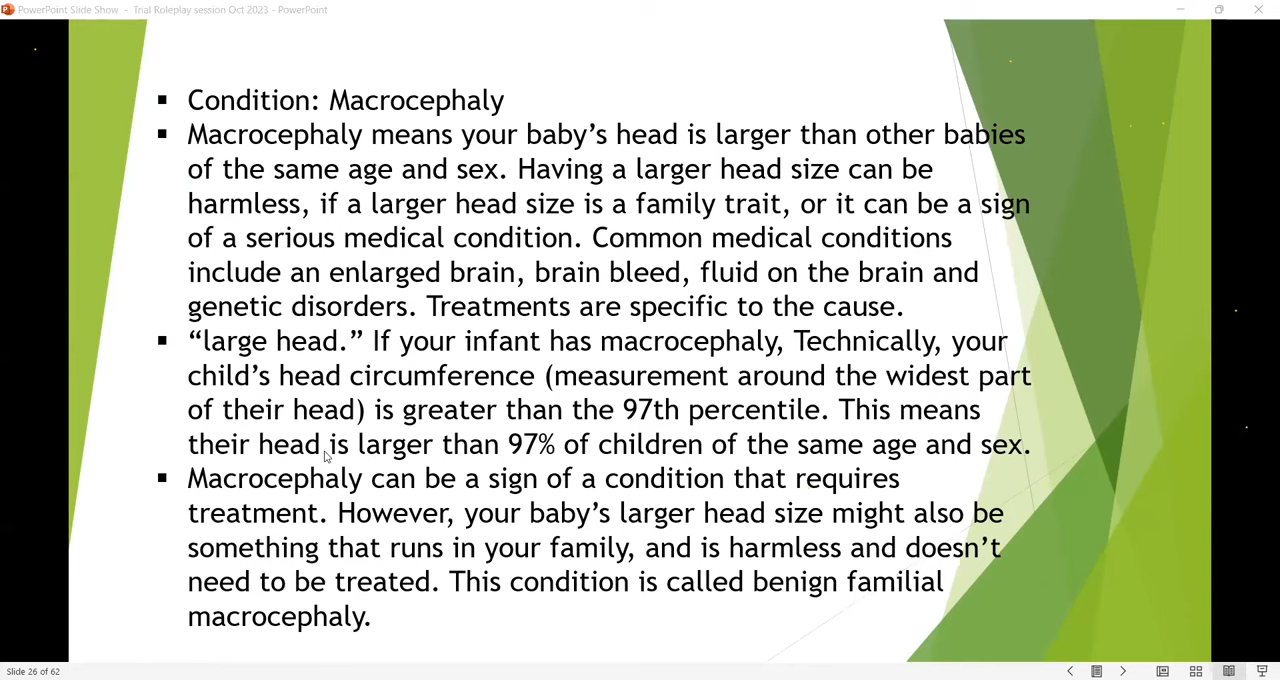 PowerPoint Slide Show - Trial Roleplay session Oct 2023 - PowerPoint
▪ Condition: Macrocephaly
▪ Macrocephaly means your baby’s head is larger than other babies
of the same age and sex. Having a larger head size can be
harmless, if a larger head size is a family trait, or it can be a sign
of a serious medical condition. Common medical conditions
include an enlarged brain, brain bleed, fluid on the brain and
genetic disorders. Treatments are specific to the cause.
▪ “large head.” If your infant has macrocephaly, Technically, your
child’s head circumference (measurement around the widest part
of their head) is greater than the 97th percentile. This means
their head is larger than 97% of children of the same age and sex.
▪ Macrocephaly can be a sign of a condition that requires
treatment. However, your baby’s larger head size might also be
something that runs in your family, and is harmless and doesn’t
need to be treated. This condition is called benign familial
macrocephaly.
Slide 26 of 62